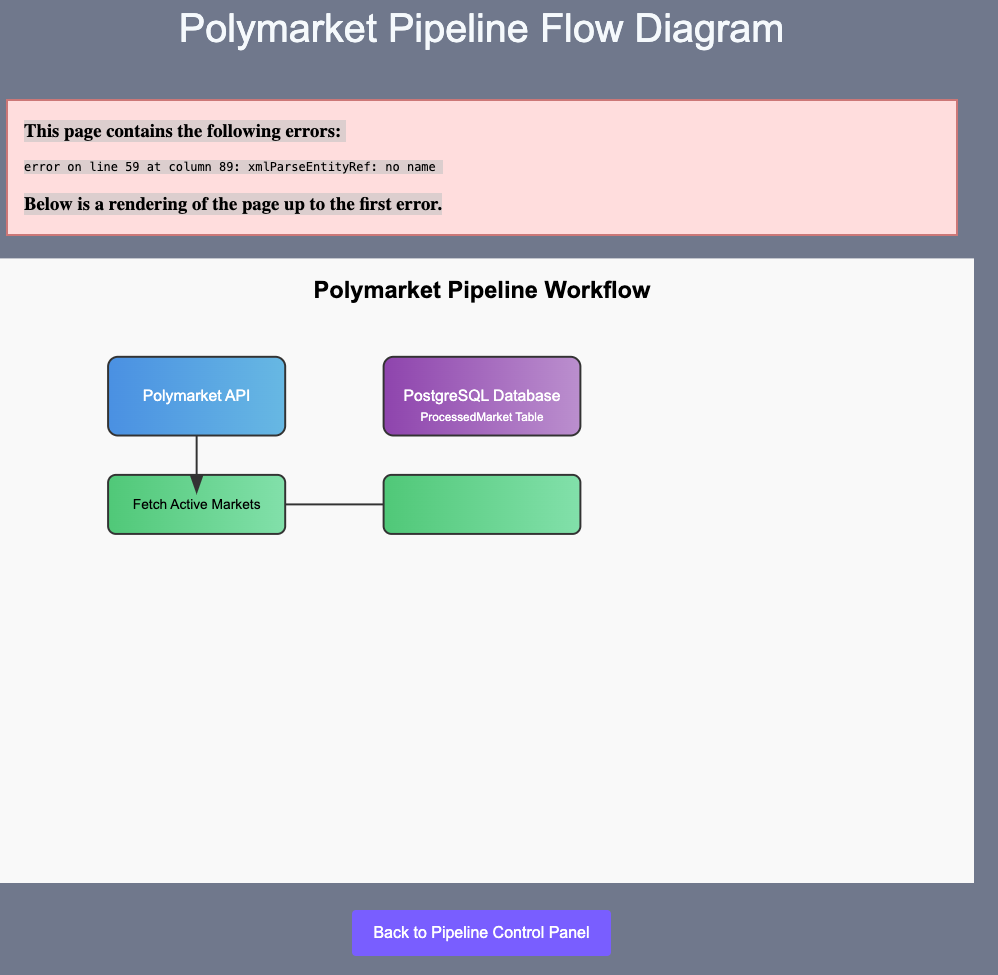 Polymarket Pipeline Flow Diagram
This page contains the following errors:
error on line 59 at column 89: xmlParseEntityRef: no name
Below is a rendering of the page up to the first error.
Polymarket Pipeline Workflow
Polymarket API
PostgreSQL Database
ProcessedMarket Table
Fetch Active Markets
Back to Pipeline Control Panel